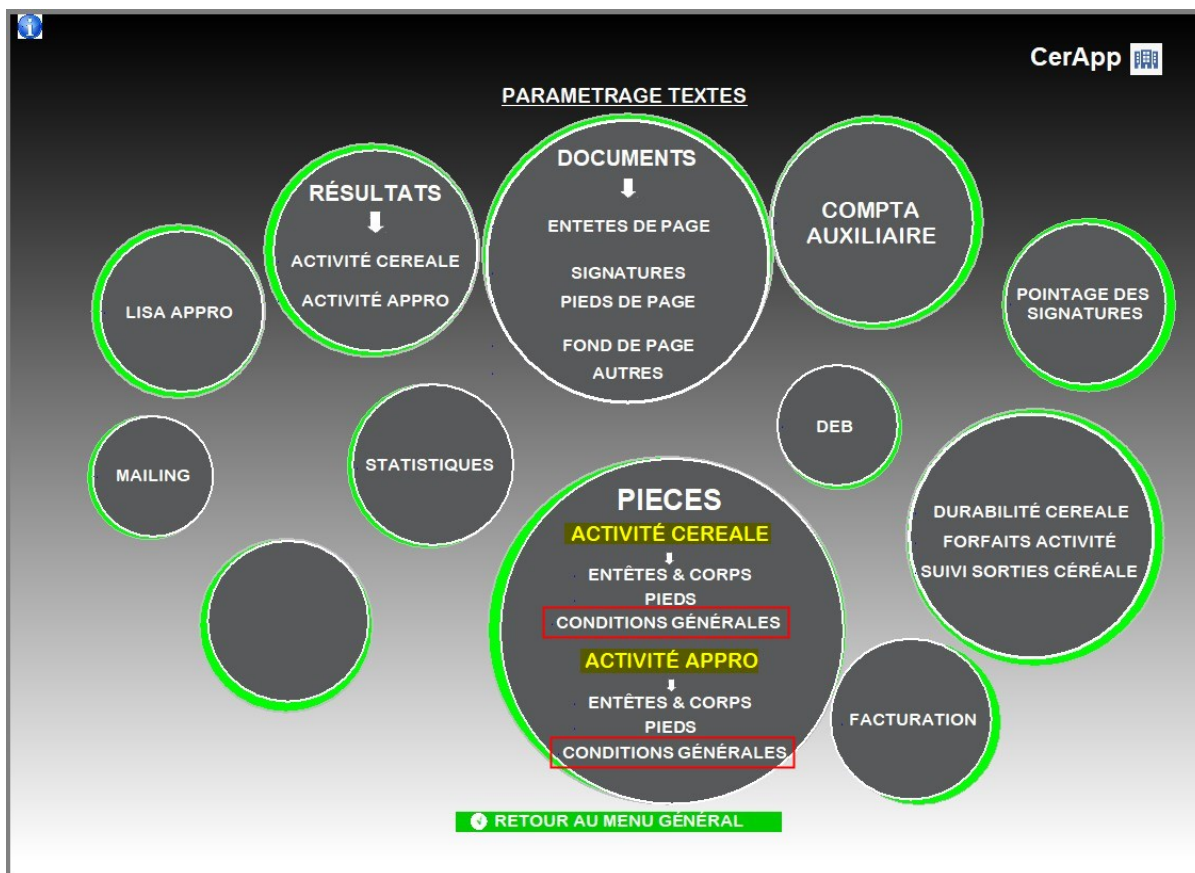 CerApp
PARAMETRAGE TEXTES
DOCUMENTS
ENTETES DE PAGE
SIGNATURES
PIEDS DE PAGE
FOND DE PAGE
AUTRES
RÉSULTATS
ACTIVITÉ CEREALE
ACTIVITÉ APPRO
COMPTA
AUXILIAIRE
LISA APPRO
POINTAGE DES
SIGNATURES
MAILING
STATISTIQUES
DEB
DURABILITÉ CEREALE
FORFAITS ACTIVITÉ
SUIVI SORTIES CÉRÉALE
PIECES
ACTIVITÉ CEREALE
ENTÊTES & CORPS
PIEDS
CONDITIONS GÉNÉRALES
ACTIVITÉ APPRO
ENTÊTES & CORPS
PIEDS
CONDITIONS GÉNÉRALES
FACTURATION
RETOUR AU MENU GÉNÉRAL